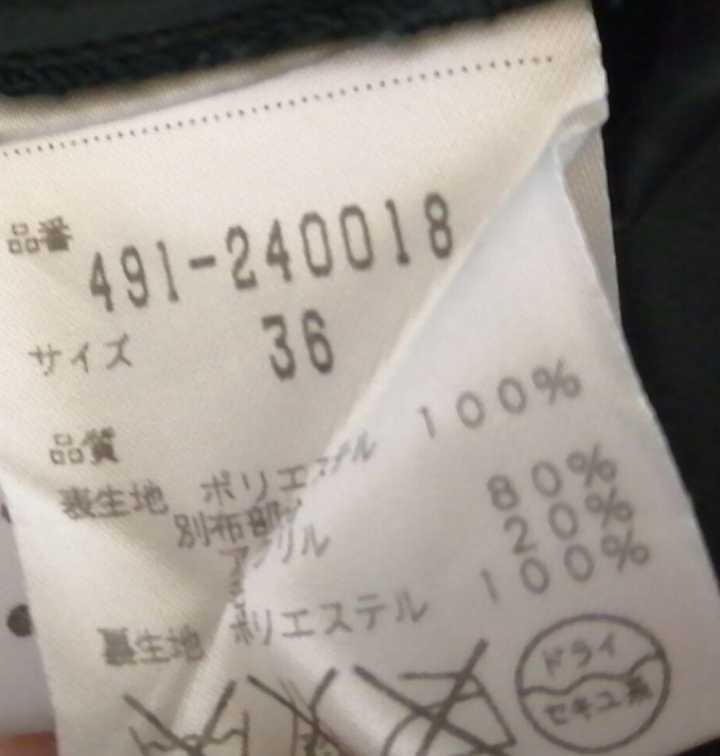 品番 491-240018
サイズ 36
品質
表生地 ポリエステル 100%
別布部分
アクリル 80%
20%
裏生地 ポリエステル 100%
ドライ
セキユ系